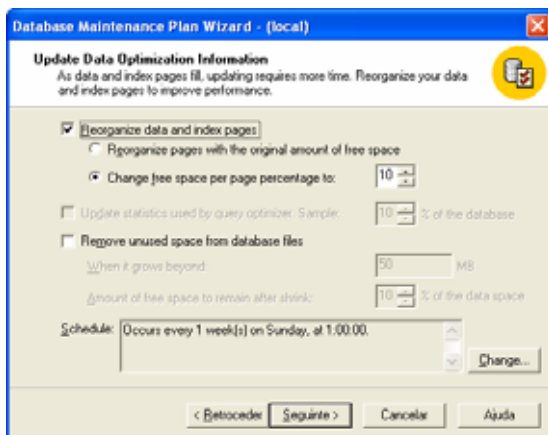 Database Maintenance Plan Wizard - (local)
Update Data Optimization Information
As data and index pages fill, updating requires more time. Reorganize your data
and index pages to improve performance.
Reorganize data and index pages
Reorganize pages with the original amount of free space
Change free space per page percentage to: 10
Update statistics used by query optimizer. Sample: 10 % of the database
Remove unused space from database files
When it grows beyond: 50 MB
Amount of free space to remain after shrink: 10 % of the data space
Schedule: Occurs every 1 week(s) on Sunday, at 1:00:00.
Change...
< Retroceder Seguinte > Cancelar Ajuda